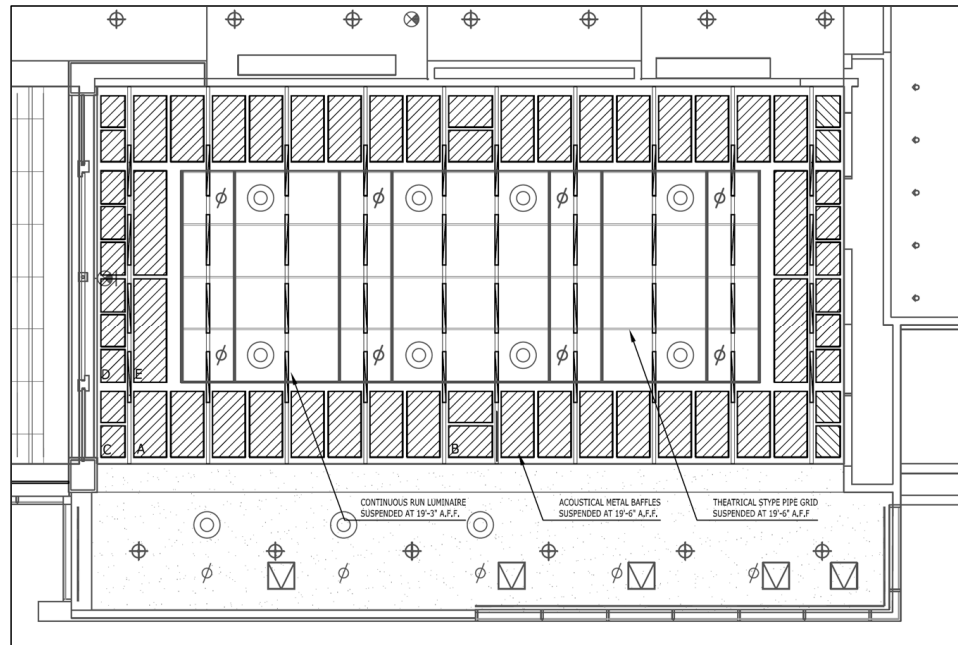 D
E
C
A
B
CONTINUOUS RUN LUMINAIRE
SUSPENDED AT 19'-3" A.F.F.
ACOUSTICAL METAL BAFFLES
SUSPENDED AT 19'-6" A.F.F.
THEATRICAL STYPE PIPE GRID
SUSPENDED AT 19'-6" A.F.F